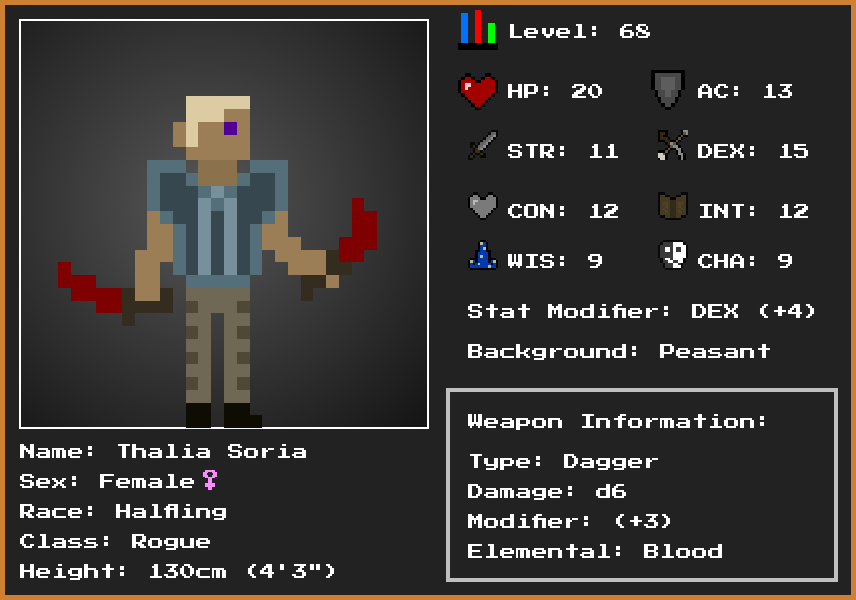 Level: 68
HP: 20
AC: 13
STR: 11
DEX: 15
CON: 12
INT: 12
WIS: 9
CHA: 9
Stat Modifier: DEX (+4)
Background: Peasant
Weapon Information:
Type: Dagger
Damage: d6
Modifier: (+3)
Elemental: Blood
Name: Thalia Soria
Sex: Female♀
Race: Halfling
Class: Rogue
Height: 130cm (4'3")